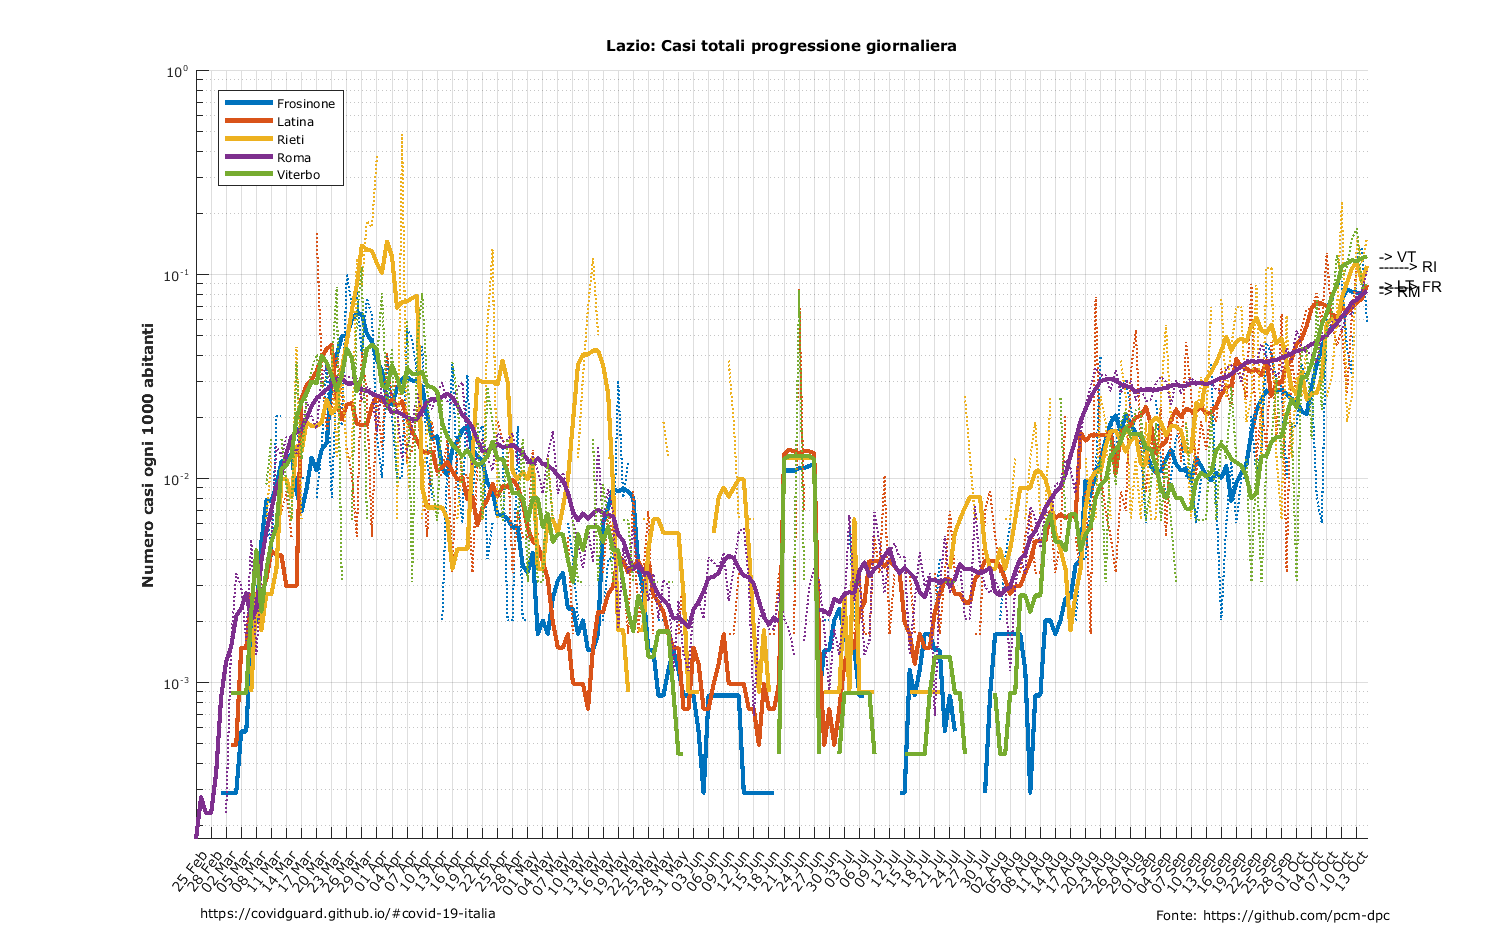 Lazio: Casi totali progressione giornaliera
10^0
10^-1
10^-2
10^-3
Numero casi ogni 1000 abitanti
Frosinone
Latina
Rieti
Roma
Viterbo
-> VT
------> RI
-> LT
FR
-> RM
25 Feb
28 Feb
02 Mar
05 Mar
08 Mar
11 Mar
14 Mar
17 Mar
20 Mar
23 Mar
26 Mar
29 Mar
01 Apr
04 Apr
07 Apr
10 Apr
13 Apr
16 Apr
19 Apr
22 Apr
25 Apr
28 Apr
01 May
04 May
07 May
10 May
13 May
16 May
19 May
22 May
25 May
28 May
31 May
03 Jun
06 Jun
09 Jun
12 Jun
15 Jun
18 Jun
21 Jun
24 Jun
27 Jun
30 Jun
03 Jul
06 Jul
09 Jul
12 Jul
15 Jul
18 Jul
21 Jul
24 Jul
27 Jul
30 Jul
02 Aug
05 Aug
08 Aug
11 Aug
14 Aug
17 Aug
20 Aug
23 Aug
26 Aug
29 Aug
01 Sep
04 Sep
07 Sep
10 Sep
13 Sep
16 Sep
19 Sep
22 Sep
25 Sep
28 Sep
01 Oct
04 Oct
07 Oct
10 Oct
13 Oct
https://covidguard.github.io/#covid-19-italia
Fonte: https://github.com/pcm-dpc